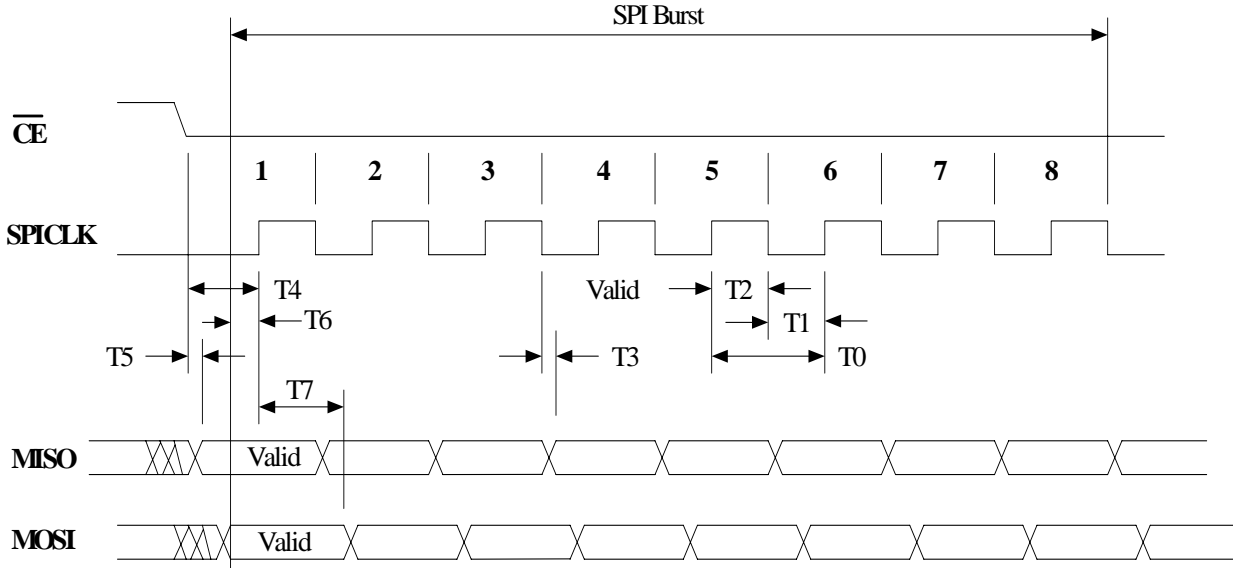 SPI Burst
CE
1 2 3 4 5 6 7 8
SPICLK
T4 Valid T2
T6 T1
T5 T3 T0
T7
MISO Valid
MOSI Valid